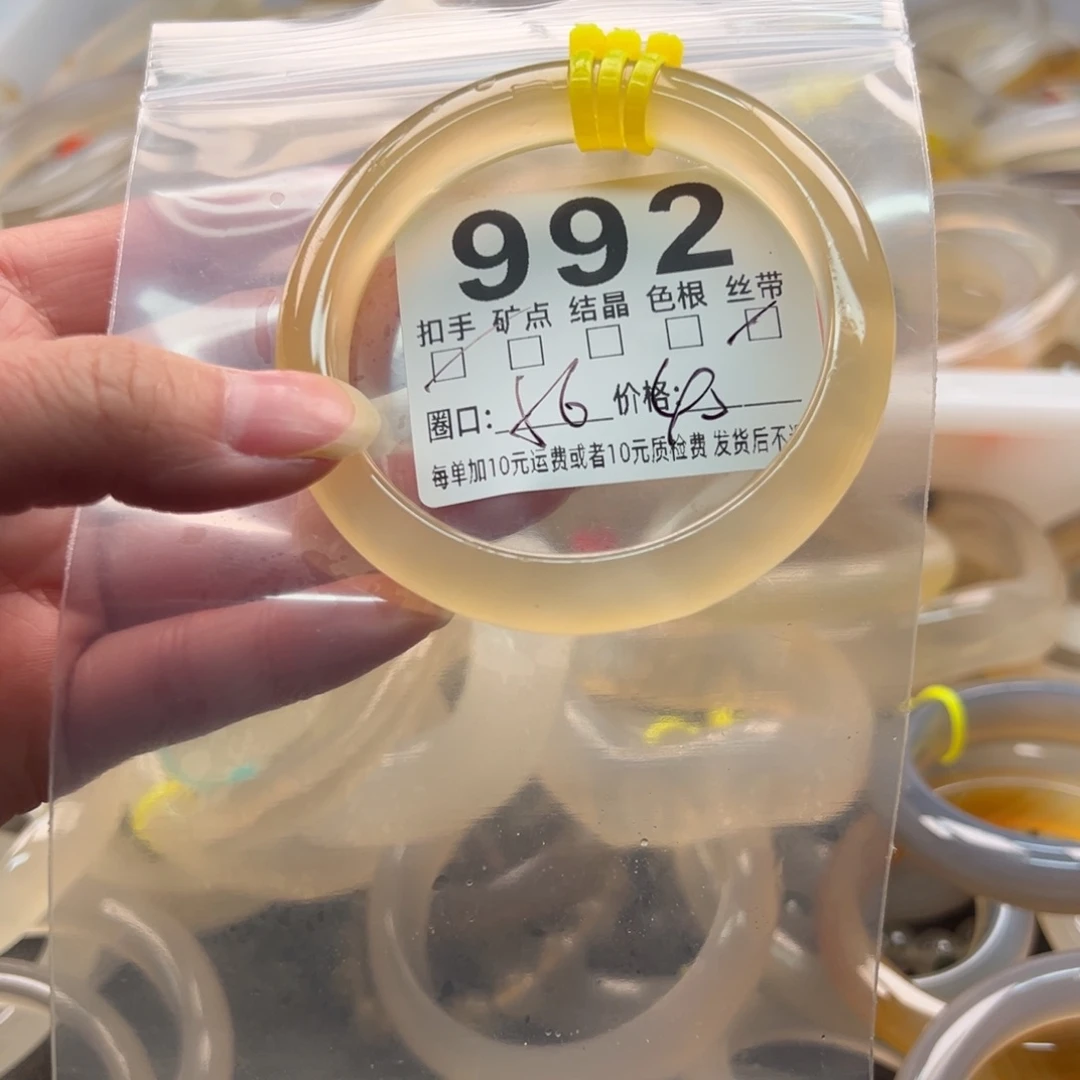 992
扣手 矿点 结晶 色根 丝带
圈口: 56 价格:
每单加10元运费或者10元质检费 发货后不